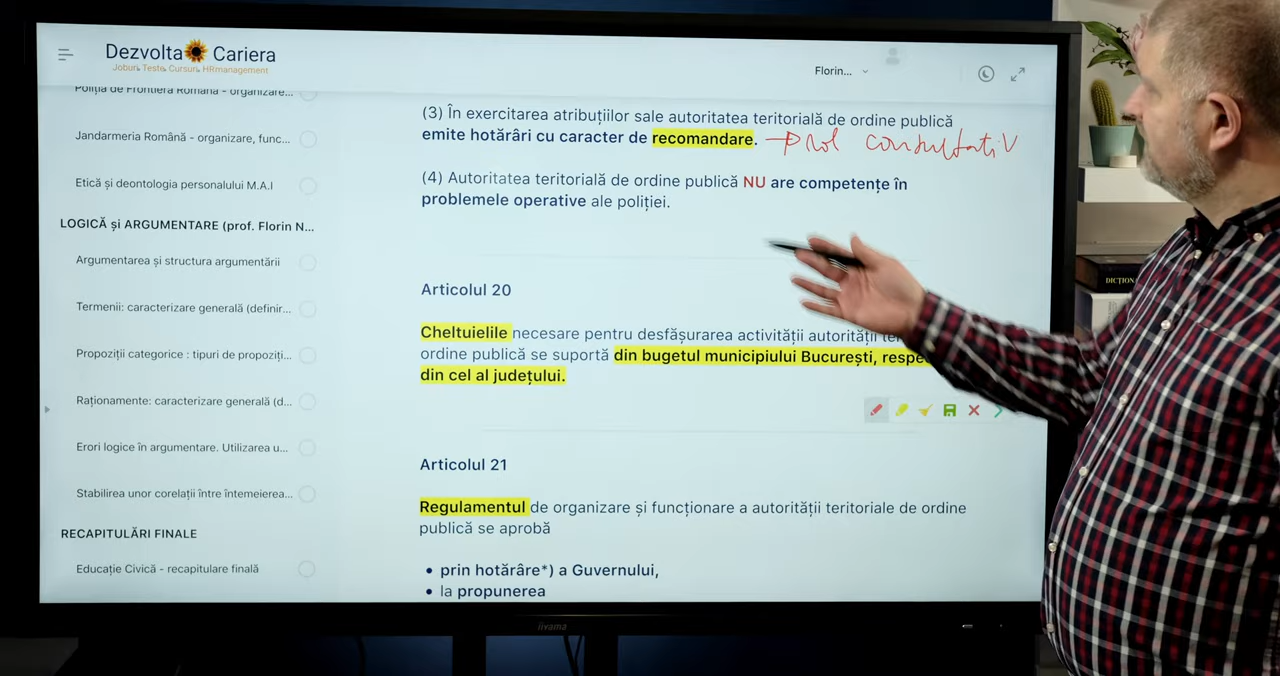 Dezvolta Cariera
Joburi, Teste, Cursuri, HRmanagement
Florin...
Poliția de Frontieră Română - organizare...
Jandarmeria Română - organizare, func...
Etică și deontologia personalului M.A.I
LOGICĂ și ARGUMENTARE (prof. Florin N...
Argumentarea și structura argumentării
Termenii: caracterizare generală (definir...
Propoziții categorice : tipuri de propoziți...
Raționamente: caracterizare generală (d...
Erori logice în argumentare. Utilizarea u...
Stabilirea unor corelații între întemeierea...
RECAPITULĂRI FINALE
Educație Civică - recapitulare finală
(3) În exercitarea atribuțiilor sale autoritatea teritorială de ordine publică
emite hotărâri cu caracter de recomandare. → Rol consultativ
(4) Autoritatea teritorială de ordine publică NU are competențe în
problemele operative ale poliției.
Articolul 20
Cheltuielile necesare pentru desfășurarea activității autorității
ordine publică se suportă din bugetul municipiului București,
din cel al județului.
Articolul 21
Regulamentul de organizare și funcționare a autorității teritoriale de ordine
publică se aprobă
• prin hotărâre*) a Guvernului,
• la propunerea
iiyama
DICȚION